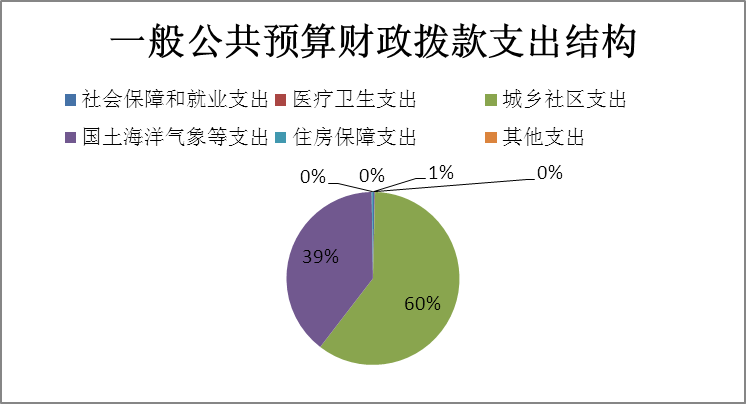 一般公共预算财政拨款支出结构
社会保障和就业支出 医疗卫生支出 城乡社区支出
国土海洋气象等支出 住房保障支出 其他支出
0% 0% 1% 0%
39%
60%